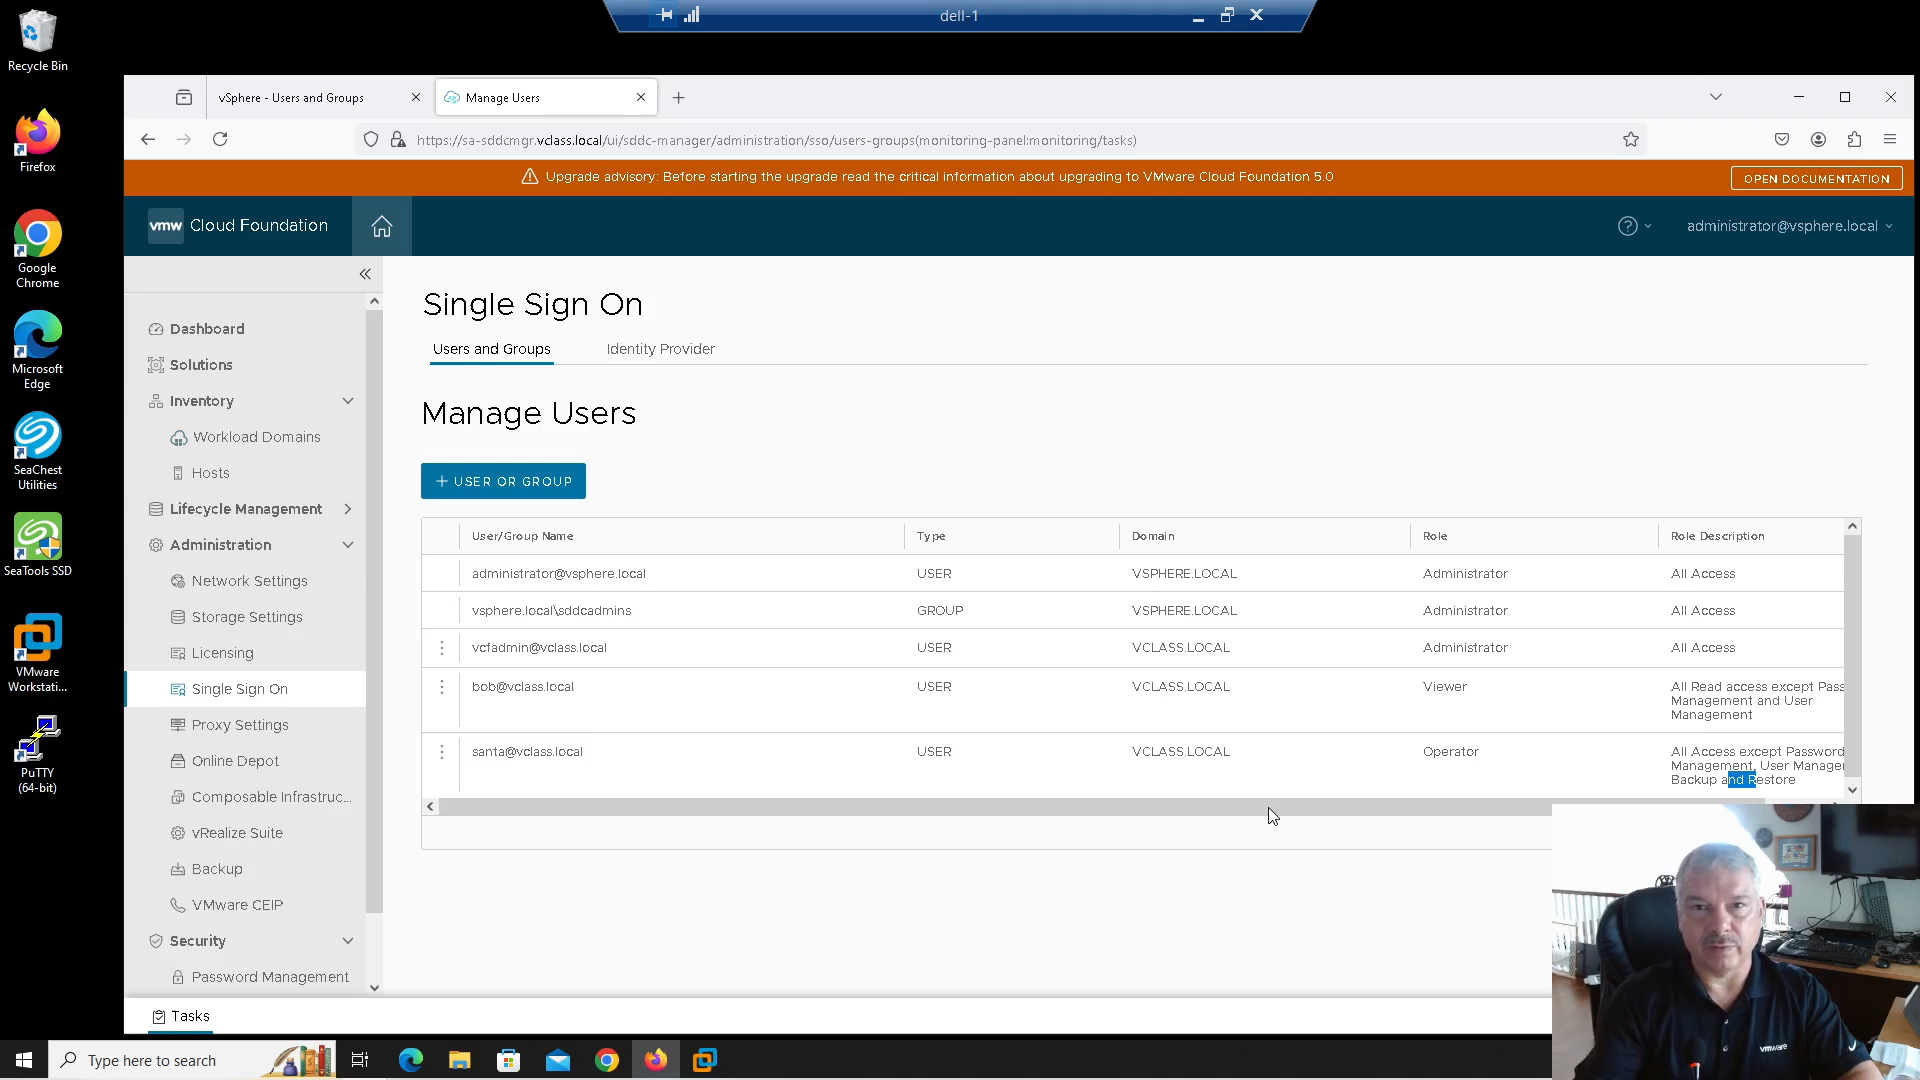 dell-1
Recycle Bin
Firefox
Google
Chrome
Microsoft
Edge
SeaChest
Utilities
SeaTools SSD
VMware
Workstati...
PuTTY
(64-bit)
vSphere - Users and Groups
Manage Users
https://sa-sddcmgr.vclass.local/ui/sddc-manager/administration/sso/users-groups(monitoring-panel:monitoring/tasks)
Upgrade advisory: Before starting the upgrade read the critical information about upgrading to VMware Cloud Foundation 5.0
OPEN DOCUMENTATION
vmw Cloud Foundation
administrator@vsphere.local
Dashboard
Solutions
Inventory
Workload Domains
Hosts
Lifecycle Management
Administration
Network Settings
Storage Settings
Licensing
Single Sign On
Proxy Settings
Online Depot
Composable Infrastruc...
vRealize Suite
Backup
VMware CEIP
Security
Password Management
Single Sign On
Users and Groups Identity Provider
Manage Users
+ USER OR GROUP
User/Group Name Type Domain Role Role Description
administrator@vsphere.local USER VSPHERE.LOCAL Administrator All Access
vsphere.local\sddcadmins GROUP VSPHERE.LOCAL Administrator All Access
vcfadmin@vclass.local USER VCLASS.LOCAL Administrator All Access
bob@vclass.local USER VCLASS.LOCAL Viewer All Read access except Pass
Management and User
Management
santa@vclass.local USER VCLASS.LOCAL Operator All Access except Password
Management, User Manager
Backup and Restore
Tasks
Type here to search
vmware